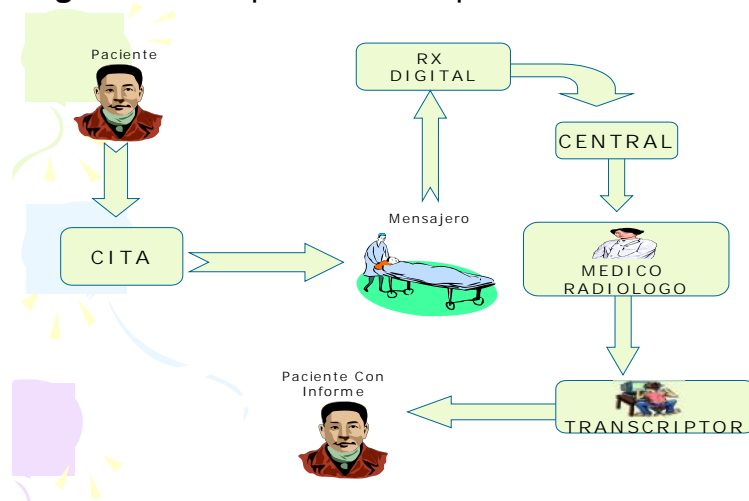 Paciente
RX
DIGITAL
CENTRAL
Mensajero
CITA
MEDICO
RADIOLOGO
Paciente Con
Informe
TRANSCRIPTOR